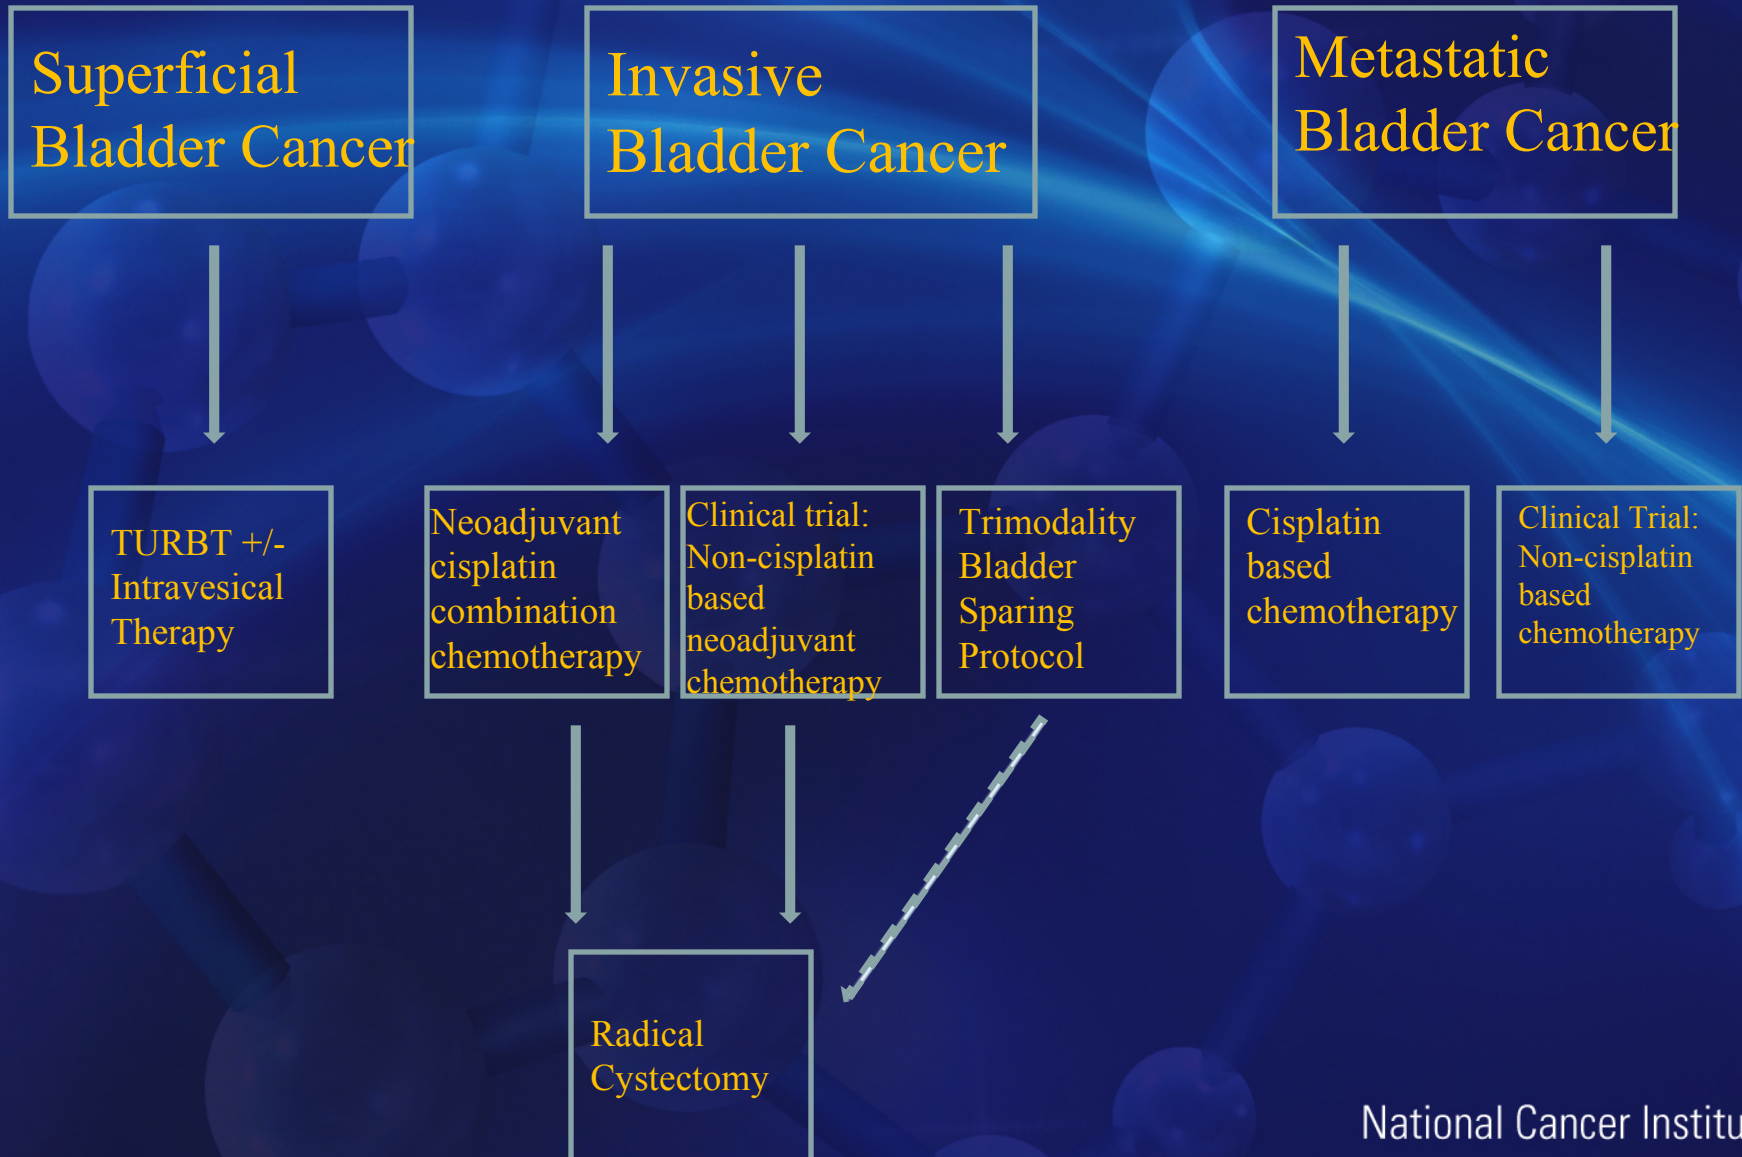 Superficial
Bladder Cancer
Invasive
Bladder Cancer
Metastatic
Bladder Cancer
TURBT +/-
Intravesical
Therapy
Neoadjuvant
cisplatin
combination
chemotherapy
Clinical trial:
Non-cisplatin
based
neoadjuvant
chemotherapy
Trimodality
Bladder
Sparing
Protocol
Cisplatin
based
chemotherapy
Clinical Trial:
Non-cisplatin
based
chemotherapy
Radical
Cystectomy
National Cancer Institu